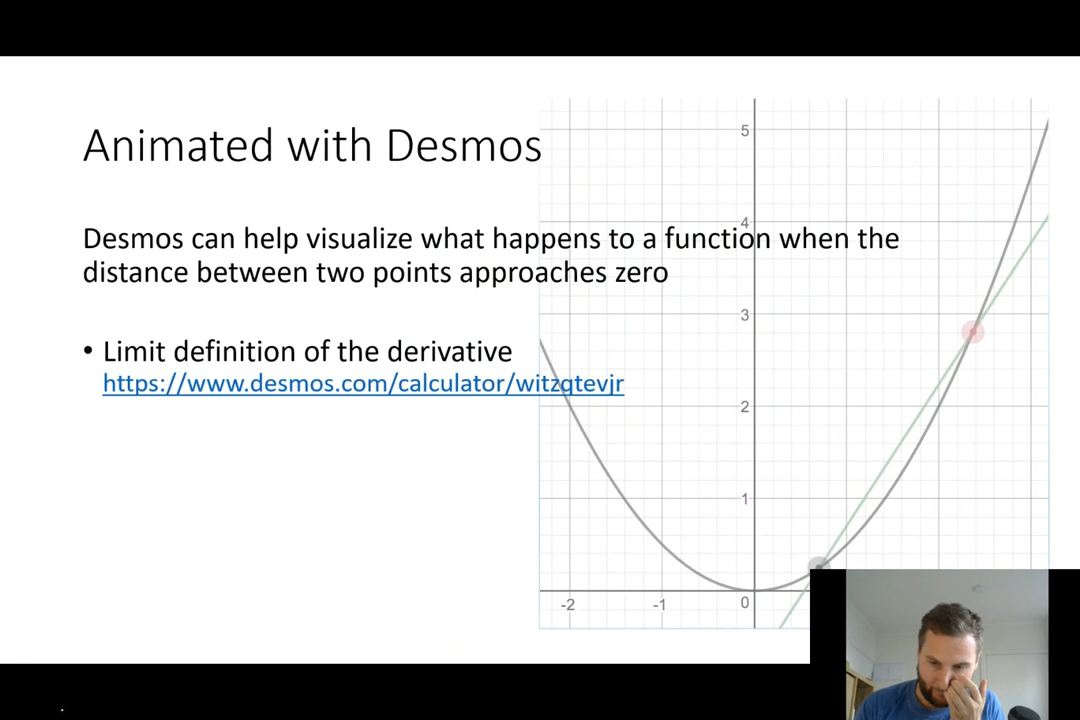 Animated with Desmos
Desmos can help visualize what happens to a function when the
distance between two points approaches zero
• Limit definition of the derivative
https://www.desmos.com/calculator/witzqtevjr
5
4
3
2
1
-2
-1
0